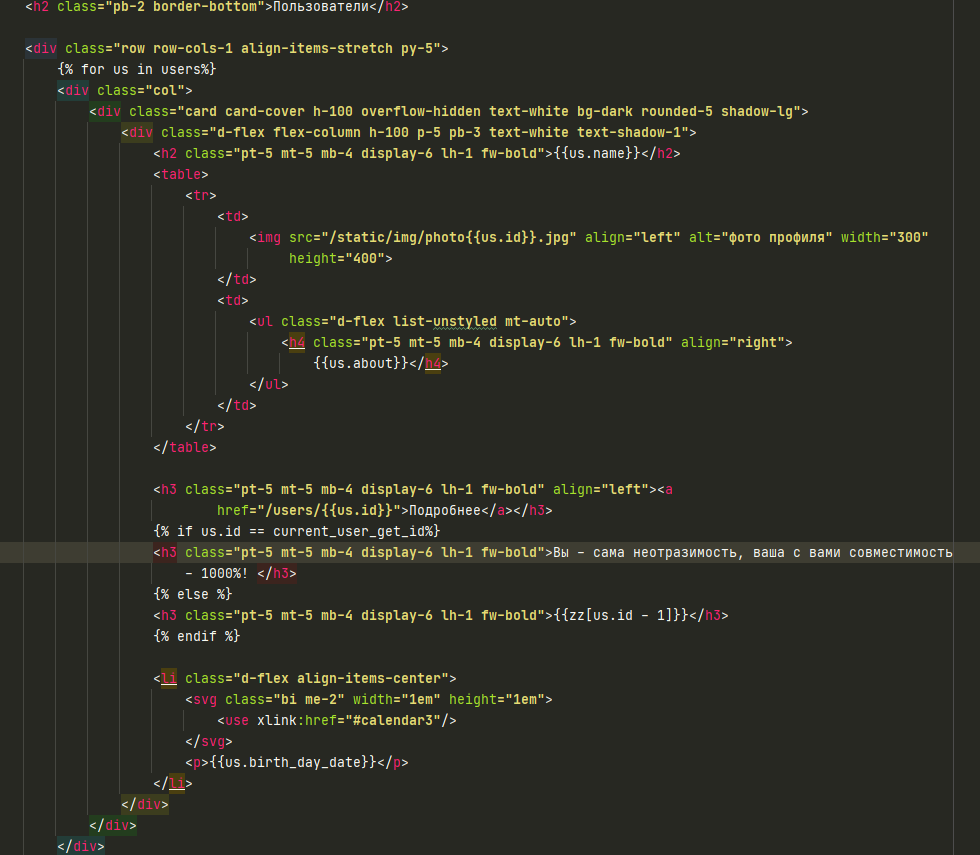 <h2 class="pb-2 border-bottom">Пользователи</h2>
<div class="row row-cols-1 align-items-stretch py-5">
{% for us in users%}
<div class="col">
<div class="card card-cover h-100 overflow-hidden text-white bg-dark rounded-5 shadow-lg">
<div class="d-flex flex-column h-100 p-5 pb-3 text-white text-shadow-1">
<h2 class="pt-5 mt-5 mb-4 display-6 lh-1 fw-bold">{{us.name}}</h2>
<table>
<tr>
<td>
<img src="/static/img/photo{{us.id}}.jpg" align="left" alt="фото профиля" width="300"
height="400">
</td>
<td>
<ul class="d-flex list-unstyled mt-auto">
<h4 class="pt-5 mt-5 mb-4 display-6 lh-1 fw-bold" align="right">
{{us.about}}</h4>
</ul>
</td>
</tr>
</table>
<h3 class="pt-5 mt-5 mb-4 display-6 lh-1 fw-bold" align="left"><a
href="/users/{{us.id}}">Подробнее</a></h3>
{% if us.id == current_user_get_id%}
<h3 class="pt-5 mt-5 mb-4 display-6 lh-1 fw-bold">Вы - сама неотразимость, ваша с вами совместимость
- 1000%! </h3>
{% else %}
<h3 class="pt-5 mt-5 mb-4 display-6 lh-1 fw-bold">{{zz[us.id - 1]}}</h3>
{% endif %}
<li class="d-flex align-items-center">
<svg class="bi me-2" width="1em" height="1em">
<use xlink:href="#calendar3"/>
</svg>
<p>{{us.birth_day_date}}</p>
</li>
</div>
</div>
</div>